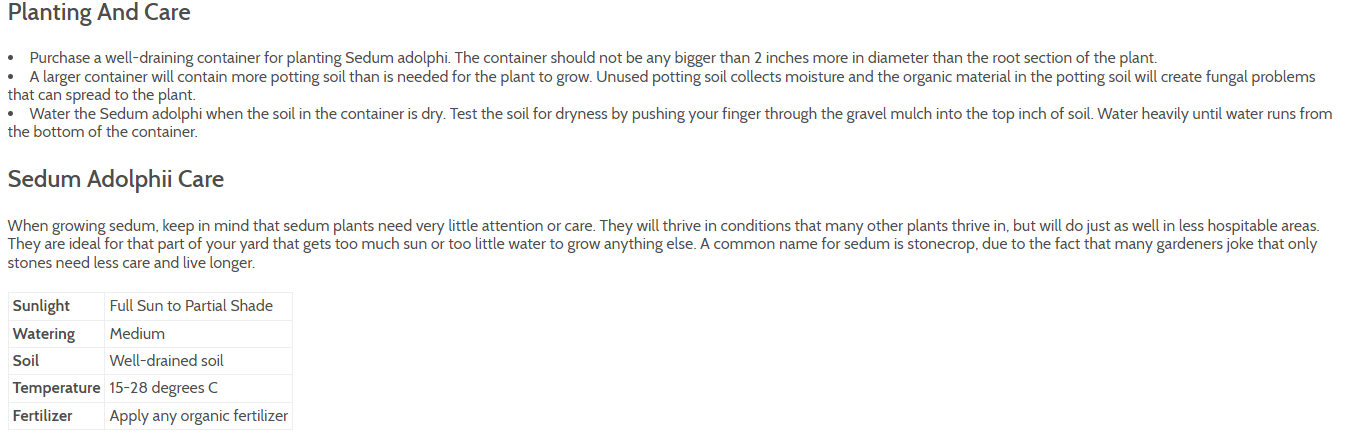 Planting And Care
• Purchase a well-draining container for planting Sedum adolphi. The container should not be any bigger than 2 inches more in diameter than the root section of the plant.
• A larger container will contain more potting soil than is needed for the plant to grow. Unused potting soil collects moisture and the organic material in the potting soil will create fungal problems
that can spread to the plant.
• Water the Sedum adolphi when the soil in the container is dry. Test the soil for dryness by pushing your finger through the gravel mulch into the top inch of soil. Water heavily until water runs from
the bottom of the container.
Sedum Adolphii Care
When growing sedum, keep in mind that sedum plants need very little attention or care. They will thrive in conditions that many other plants thrive in, but will do just as well in less hospitable areas.
They are ideal for that part of your yard that gets too much sun or too little water to grow anything else. A common name for sedum is stonecrop, due to the fact that many gardeners joke that only
stones need less care and live longer.
Sunlight Full Sun to Partial Shade
Watering Medium
Soil Well-drained soil
Temperature 15-28 degrees C
Fertilizer Apply any organic fertilizer